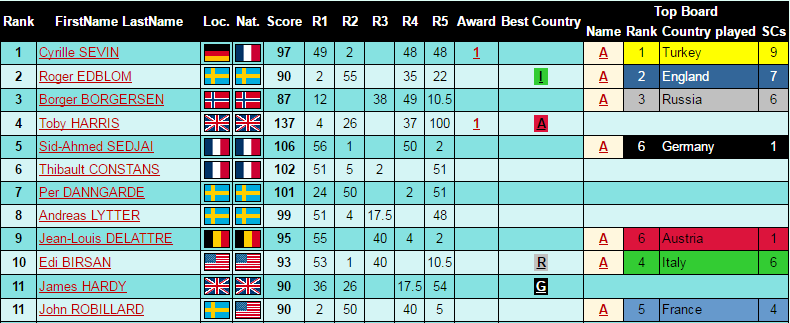 Top Board
Rank FirstName LastName Loc. Nat. Score R1 R2 R3 R4 R5 Award Best Country Name Rank Country played SCs
1 Cyrille SEVIN 97 49 2 48 48 1 A 1 Turkey 9
2 Roger EDBLOM 90 2 55 35 22 I A 2 England 7
3 Borger BORGERSEN 87 12 38 49 10.5 A 3 Russia 6
4 Toby HARRIS 137 4 26 37 100 1 A
5 Sid-Ahmed SEDJAI 106 56 1 50 2 A 6 Germany 1
6 Thibault CONSTANS 102 51 5 2 51
7 Per DANNGARDE 101 24 50 2 51
8 Andreas LYTTER 99 51 4 17.5 48
9 Jean-Louis DELATTRE 95 55 40 4 2 A 6 Austria 1
10 Edi BIRSAN 93 53 1 40 10.5 R A 4 Italy 6
11 James HARDY 90 36 26 17.5 54 G
11 John ROBILLARD 90 2 50 40 5 A 5 France 4